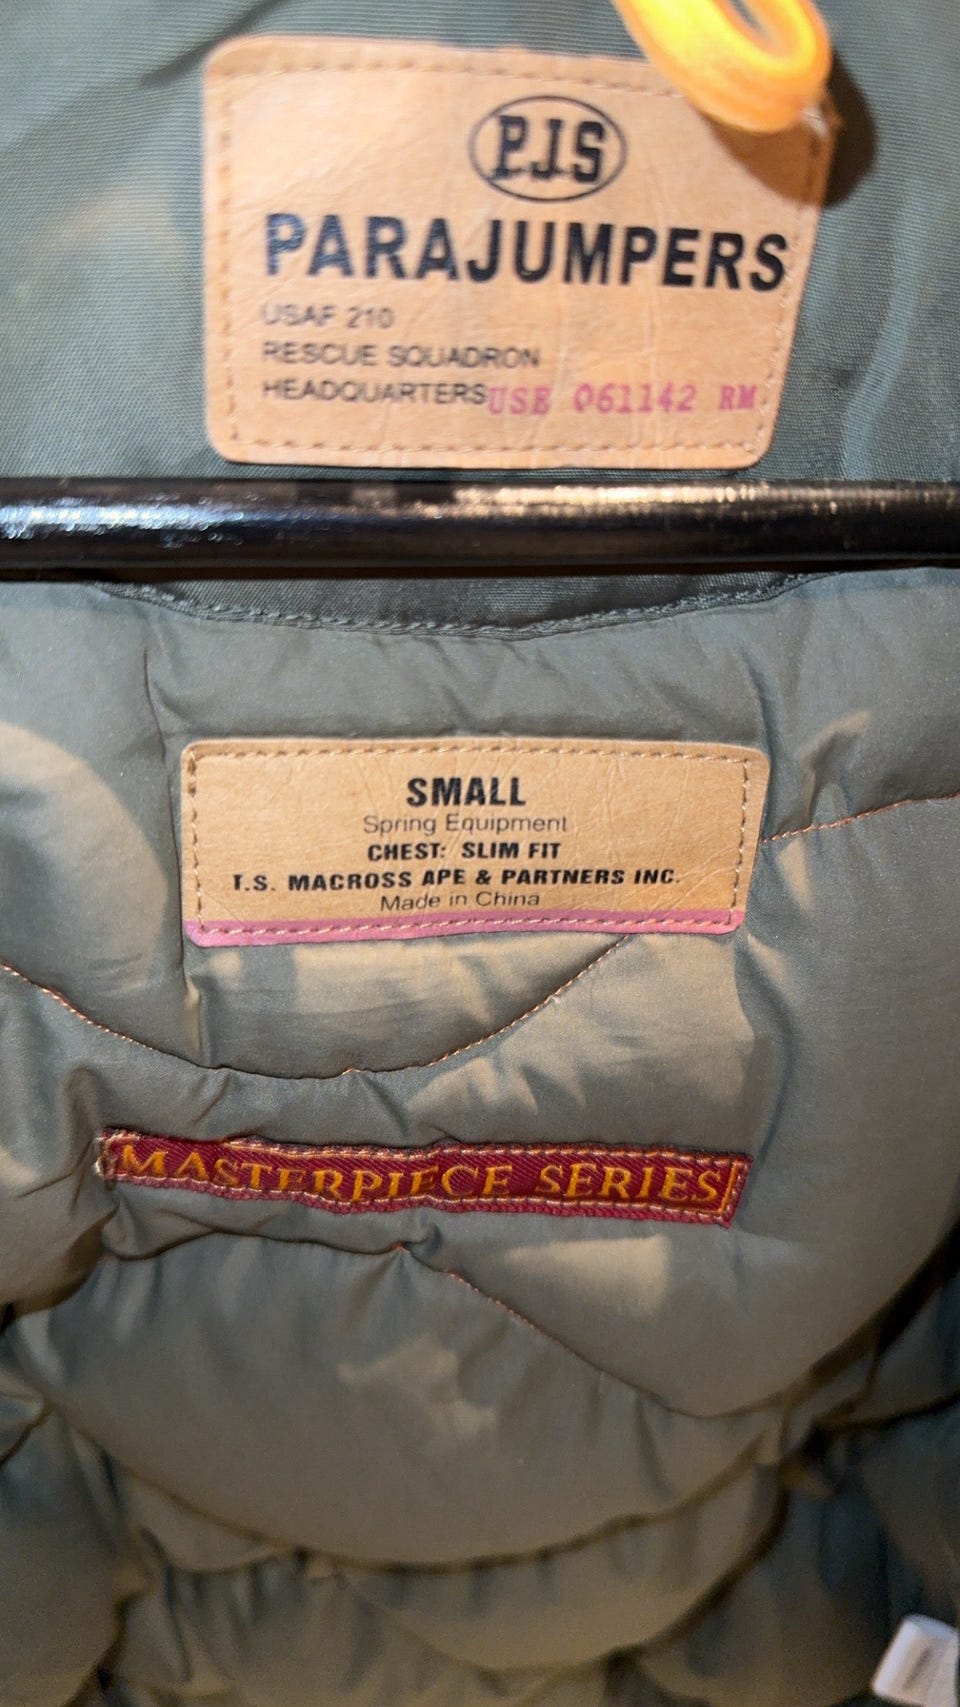 PJS
PARAJUMPERS
USAF 210
RESCUE SQUADRON
HEADQUARTERS USE 061142 RM
SMALL
Spring Equipment
CHEST: SLIM FIT
T.S. MACROSS APE & PARTNERS INC.
Made in China
MASTERPIECE SERIES